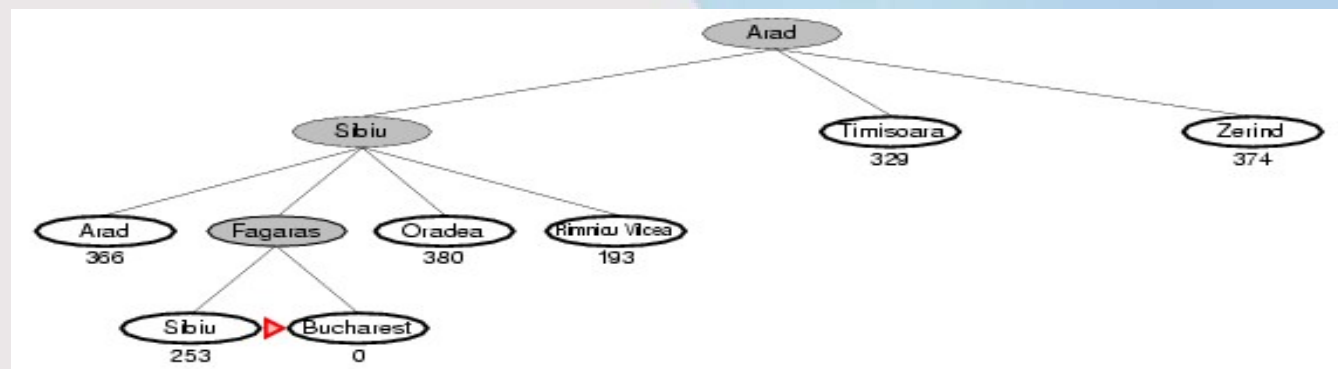 Arad
Sibiu
Timisoara
Zerind
329
374
Arad
Fagaras
Oradea
Rimnicu Vilcea
366
380
193
Sibiu
Bucharest
253
0